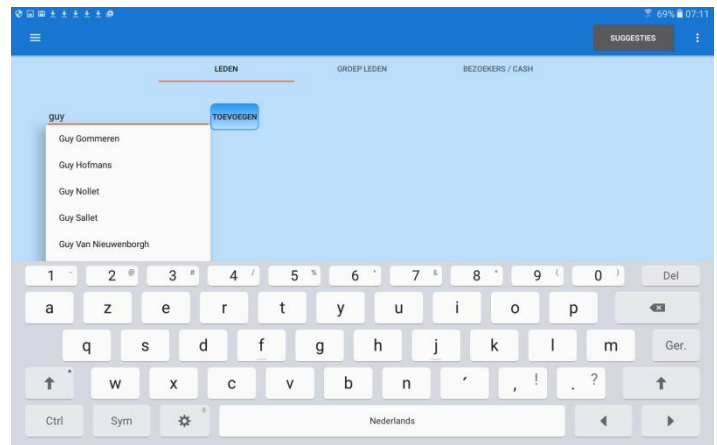 69% 07:11
SUGGESTIES
LEDEN GROEP LEDEN BEZOEKERS / CASH
guy TOEVOEGEN
Guy Gommeren
Guy Hofmans
Guy Nollet
Guy Sallet
Guy Van Nieuwenborgh
1 - 2 @ 3 # 4 / 5 % 6 7 & 8 * 9 ( 0 ) Del
a z e r t y u i o p
q s d f g h j k l m Ger.
w x c v b n ´ , ! . ?
Ctrl Sym Nederlands